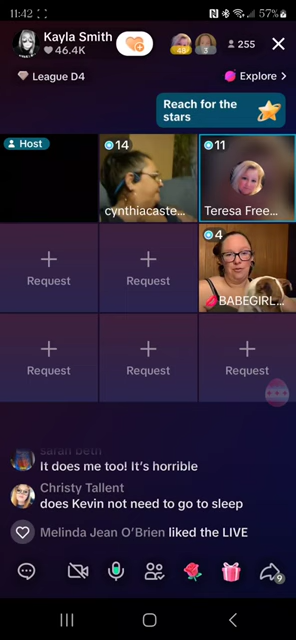 11:42
57%
Kayla Smith
46.4K
3
255
League D4
Explore >
Reach for the
stars
Host
14
cynthiacaste...
11
Teresa Free...
Request
Request
4
BABEGIRL...
Request
Request
Request
sarah beth
It does me too! It's horrible
Christy Tallent
does Kevin not need to go to sleep
Melinda Jean O'Brien liked the LIVE
9